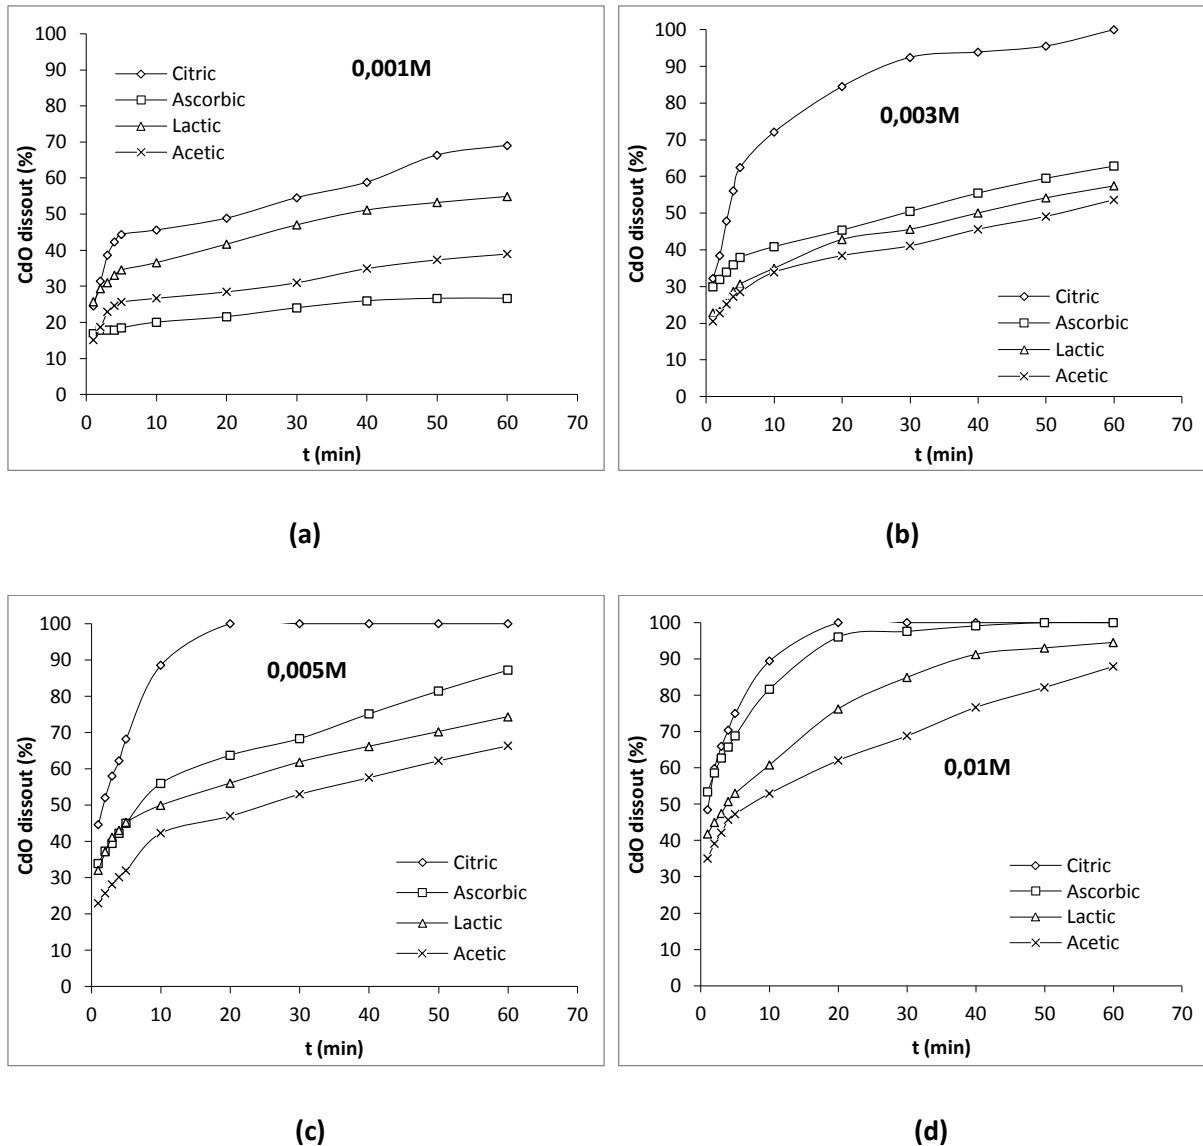 0,001M
Citric
Ascorbic
Lactic
Acetic
CdO dissout (%)
100
90
80
70
60
50
40
30
20
10
0
0 10 20 30 40 50 60 70
t (min)
(a)
0,003M
Citric
Ascorbic
Lactic
Acetic
CdO dissout (%)
100
90
80
70
60
50
40
30
20
10
0
0 10 20 30 40 50 60 70
t (min)
(b)
0,005M
Citric
Ascorbic
Lactic
Acetic
CdO dissout (%)
100
90
80
70
60
50
40
30
20
10
0
0 10 20 30 40 50 60 70
t (min)
(c)
0,01M
Citric
Ascorbic
Lactic
Acetic
CdO dissout (%)
100
90
80
70
60
50
40
30
20
10
0
0 10 20 30 40 50 60 70
t (min)
(d)